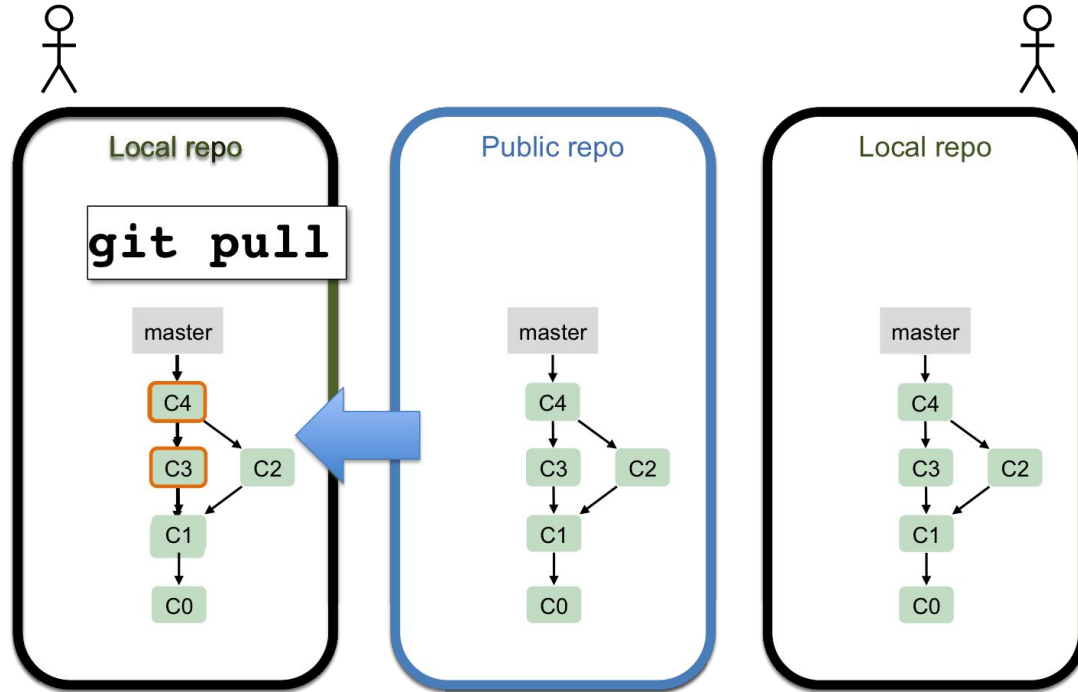 Local repo
Public repo
Local repo
git pull
master
master
master
C4
C4
C4
C3
C2
C3
C2
C3
C2
C1
C1
C1
C0
C0
C0